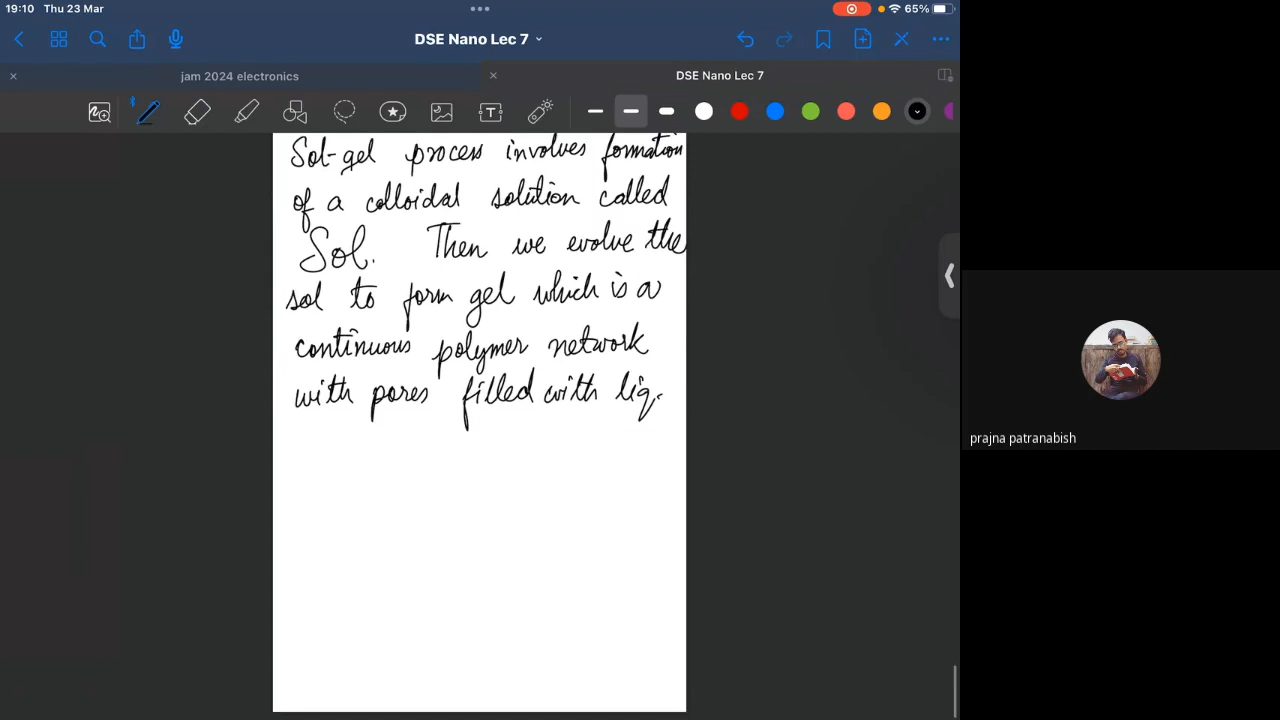 19:10 Thu 23 Mar
65%
DSE Nano Lec 7
jam 2024 electronics
DSE Nano Lec 7
Sol-gel process involves formation
of a colloidal solution called
Sol. Then we evolve the
sol to form gel which is a
continuous polymer network
with pores filled with liq.
prajna patranabish